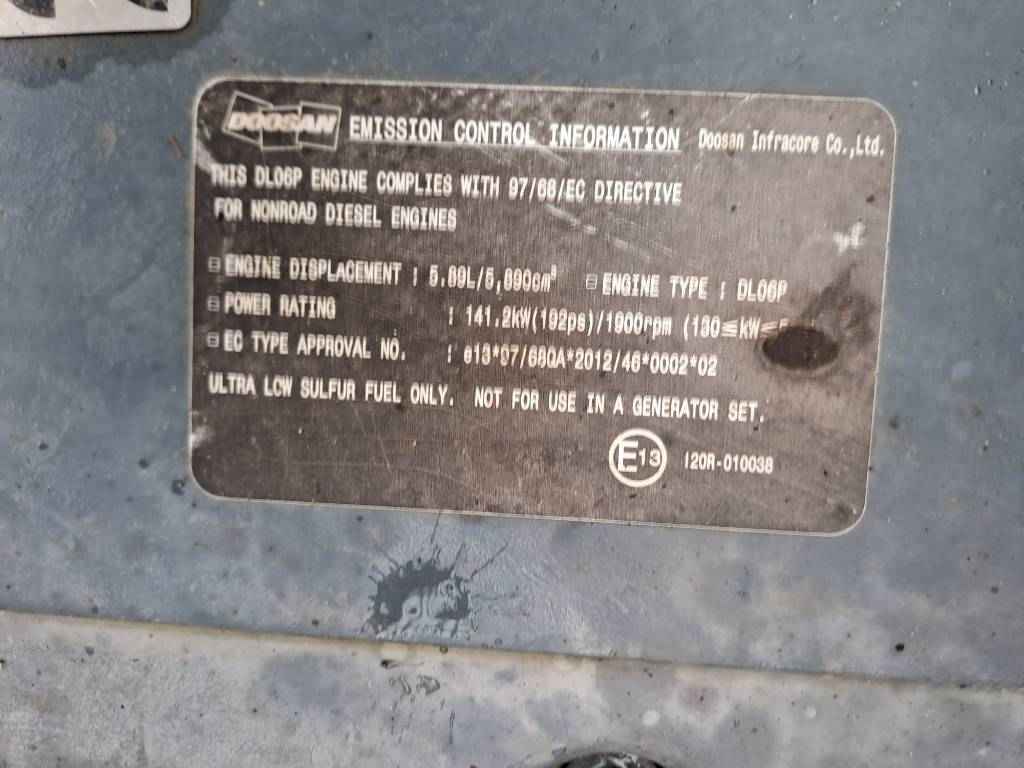 DOOSAN EMISSION CONTROL INFORMATION Doosan Infracore Co.,Ltd.
THIS DL06P ENGINE COMPLIES WITH 97/68/EC DIRECTIVE
FOR NONROAD DIESEL ENGINES
ENGINE DISPLACEMENT : 5.89L/5,890cm³ ENGINE TYPE : DL06P
POWER RATING : 141.2kW(192ps)/1900rpm (130≤kW≤
EC TYPE APPROVAL NO. : e13*97/68QA*2012/46*0002*02
ULTRA LOW SULFUR FUEL ONLY. NOT FOR USE IN A GENERATOR SET.
E13 120R-010038